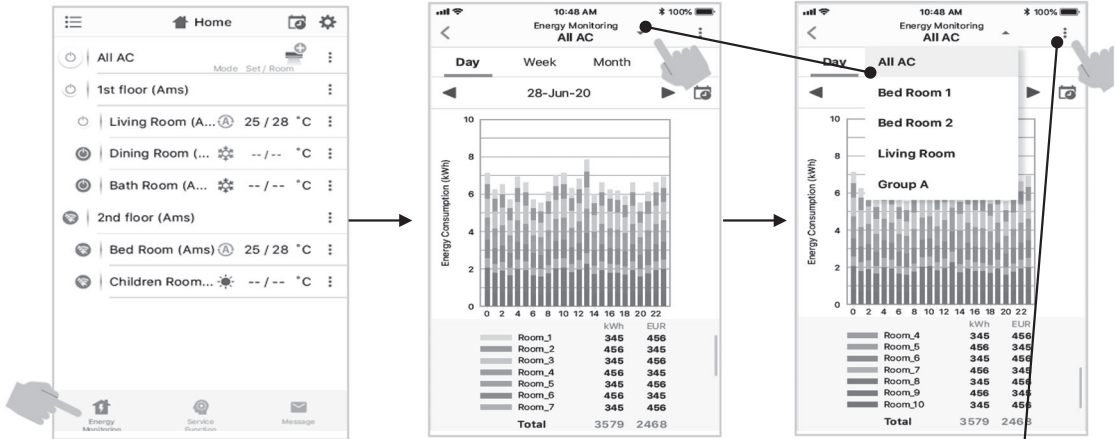 Home
All AC
Mode Set / Room
1st floor (Ams)
Living Room (A... A 25 / 28 °C
Dining Room (... --/-- °C
Bath Room (A... --/-- °C
2nd floor (Ams)
Bed Room (Ams) A 25 / 28 °C
Children Room... --/-- °C
Energy
Monitoring
Service
Function
Message
10:48 AM 100%
Energy Monitoring
All AC
Day Week Month
28-Jun-20
Energy Consumption (kWh)
10
8
6
4
2
0
0 2 4 6 8 10 12 14 16 18 20 22
kWh EUR
Room_1 345 456
Room_2 456 345
Room_3 345 456
Room_4 456 345
Room_5 345 456
Room_6 456 345
Room_7 345 456
Total 3579 2468
10:48 AM 100%
Energy Monitoring
All AC
Day
All AC
Bed Room 1
Bed Room 2
Living Room
Group A
Energy Consumption (kWh)
10
8
6
4
2
0
0 2 4 6 8 10 12 14 16 18 20 22
kWh EUR
Room_4 345 456
Room_5 456 345
Room_6 345 456
Room_7 456 345
Room_8 345 456
Room_9 456 345
Room_10 345 456
Total 3579 2468